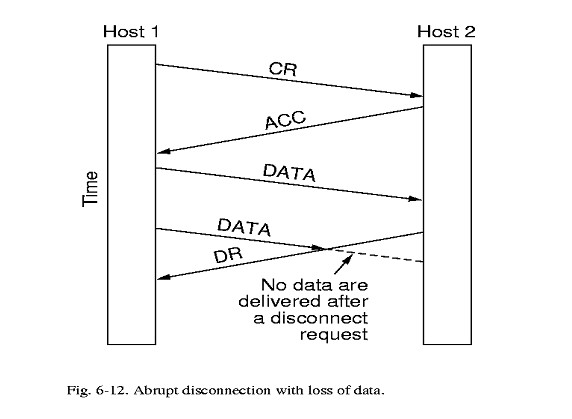 Host 1
Host 2
CR
ACC
DATA
Time
DATA
DR
No data are
delivered after
a disconnect
request
Fig. 6-12. Abrupt disconnection with loss of data.